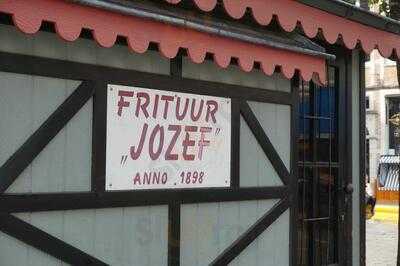 FRITUUR
„JOZEF”
ANNO . 1898